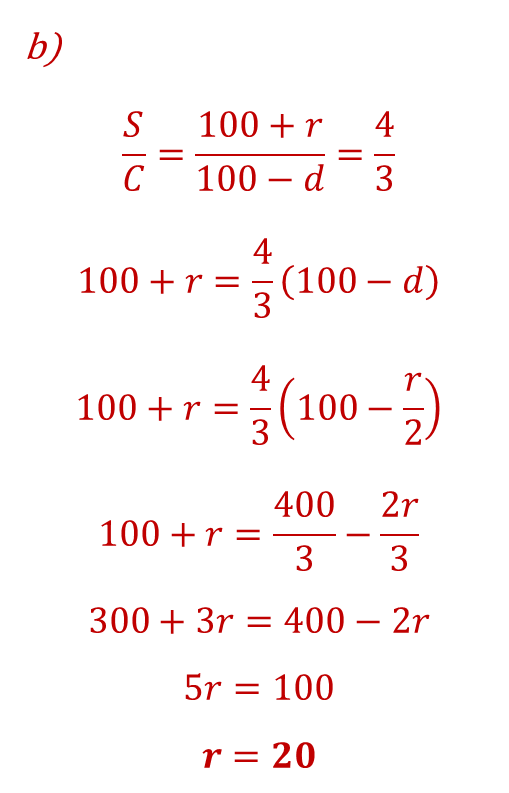 b)
S/C = (100 + r)/(100 − d) = 4/3
100 + r = 4/3 (100 − d)
100 + r = 4/3 (100 − r/2)
100 + r = 400/3 − 2r/3
300 + 3r = 400 − 2r
5r = 100
r = 20